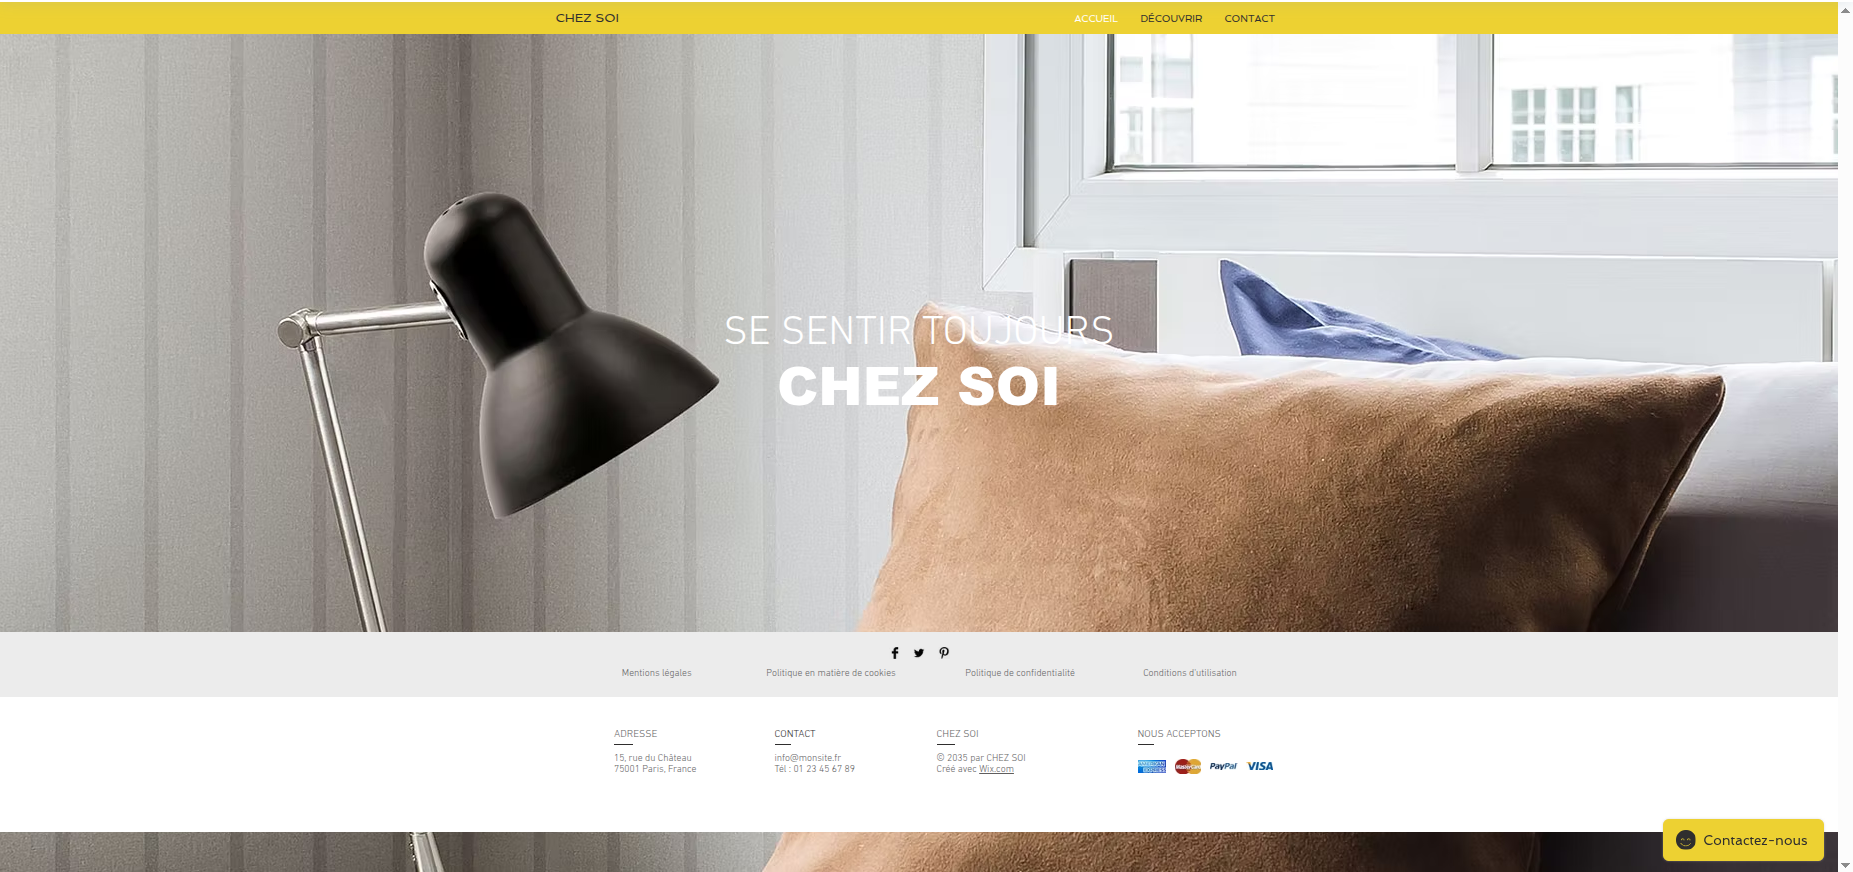 CHEZ SOI
ACCUEIL DÉCOUVRIR CONTACT
SE SENTIR TOUJOURS
CHEZ SOI
Mentions légales Politique en matière de cookies Politique de confidentialité Conditions d'utilisation
ADRESSE
15, rue du Château
75001 Paris, France
CONTACT
info@monsite.fr
Tél : 01 23 45 67 89
CHEZ SOI
© 2035 par CHEZ SOI
Créé avec Wix.com
NOUS ACCEPTONS
AMERICAN EXPRESS MasterCard PayPal VISA
Contactez-nous